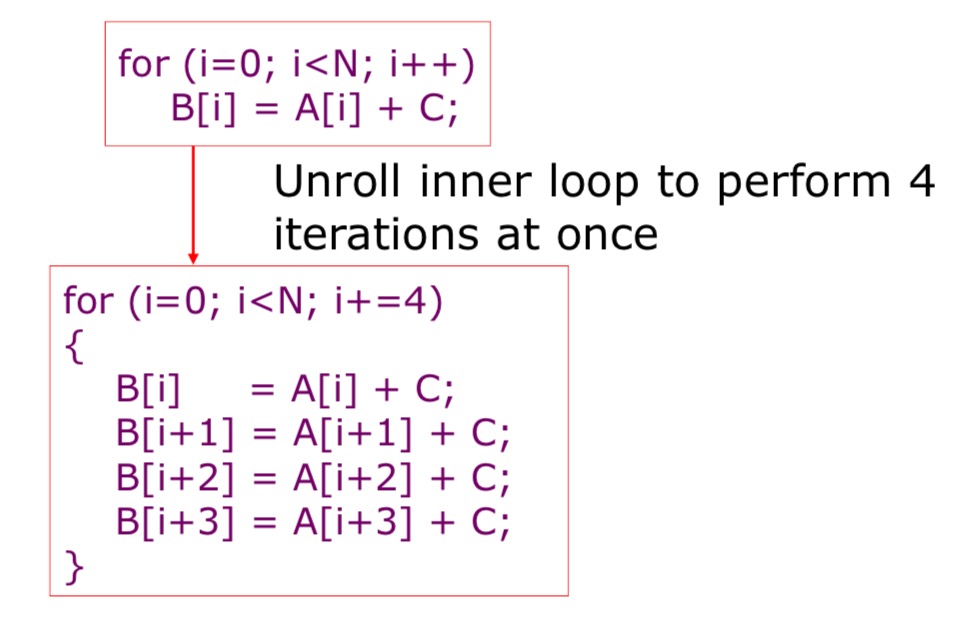 for (i=0; i<N; i++)
B[i] = A[i] + C;
Unroll inner loop to perform 4
iterations at once
for (i=0; i<N; i+=4)
{
B[i] = A[i] + C;
B[i+1] = A[i+1] + C;
B[i+2] = A[i+2] + C;
B[i+3] = A[i+3] + C;
}